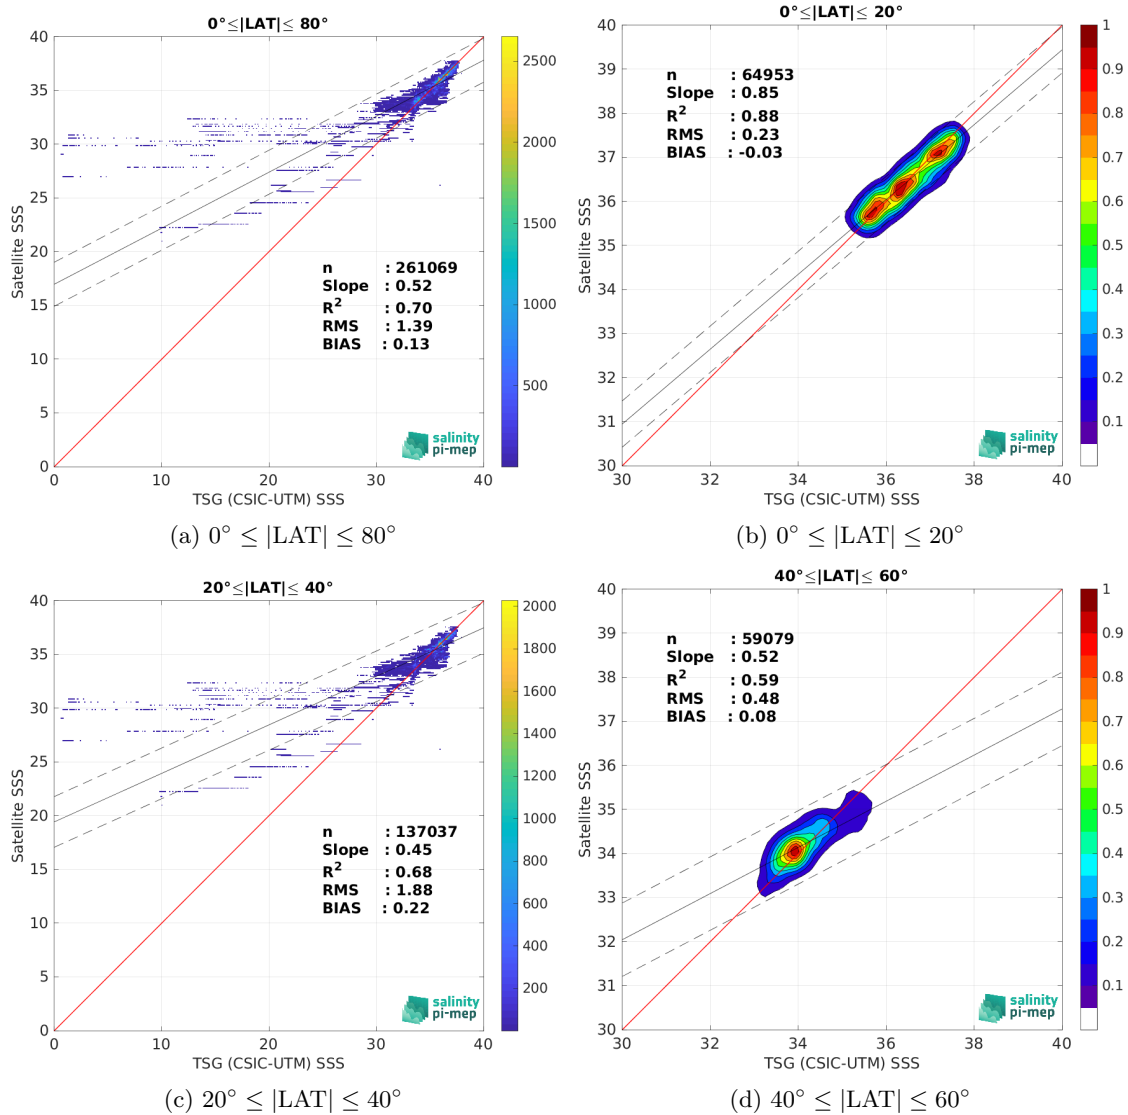 0°≤|LAT|≤ 80°
40
35
30
25
20
15
10
5
0
Satellite SSS
n : 261069
Slope : 0.52
R2 : 0.70
RMS : 1.39
BIAS : 0.13
salinity
pi-mep
0 10 20 30 40
TSG (CSIC-UTM) SSS
2500
2000
1500
1000
500
(a) 0° ≤ |LAT| ≤ 80°
0°≤|LAT|≤ 20°
40
39
38
37
36
35
34
33
32
31
30
Satellite SSS
n : 64953
Slope : 0.85
R2 : 0.88
RMS : 0.23
BIAS : -0.03
salinity
pi-mep
30 32 34 36 38 40
TSG (CSIC-UTM) SSS
1
0.9
0.8
0.7
0.6
0.5
0.4
0.3
0.2
0.1
(b) 0° ≤ |LAT| ≤ 20°
20°≤|LAT|≤ 40°
40
35
30
25
20
15
10
5
0
Satellite SSS
n : 137037
Slope : 0.45
R2 : 0.68
RMS : 1.88
BIAS : 0.22
salinity
pi-mep
0 10 20 30 40
TSG (CSIC-UTM) SSS
2000
1800
1600
1400
1200
1000
800
600
400
200
(c) 20° ≤ |LAT| ≤ 40°
40°≤|LAT|≤ 60°
40
39
38
37
36
35
34
33
32
31
30
Satellite SSS
n : 59079
Slope : 0.52
R2 : 0.59
RMS : 0.48
BIAS : 0.08
salinity
pi-mep
30 32 34 36 38 40
TSG (CSIC-UTM) SSS
1
0.9
0.8
0.7
0.6
0.5
0.4
0.3
0.2
0.1
(d) 40° ≤ |LAT| ≤ 60°